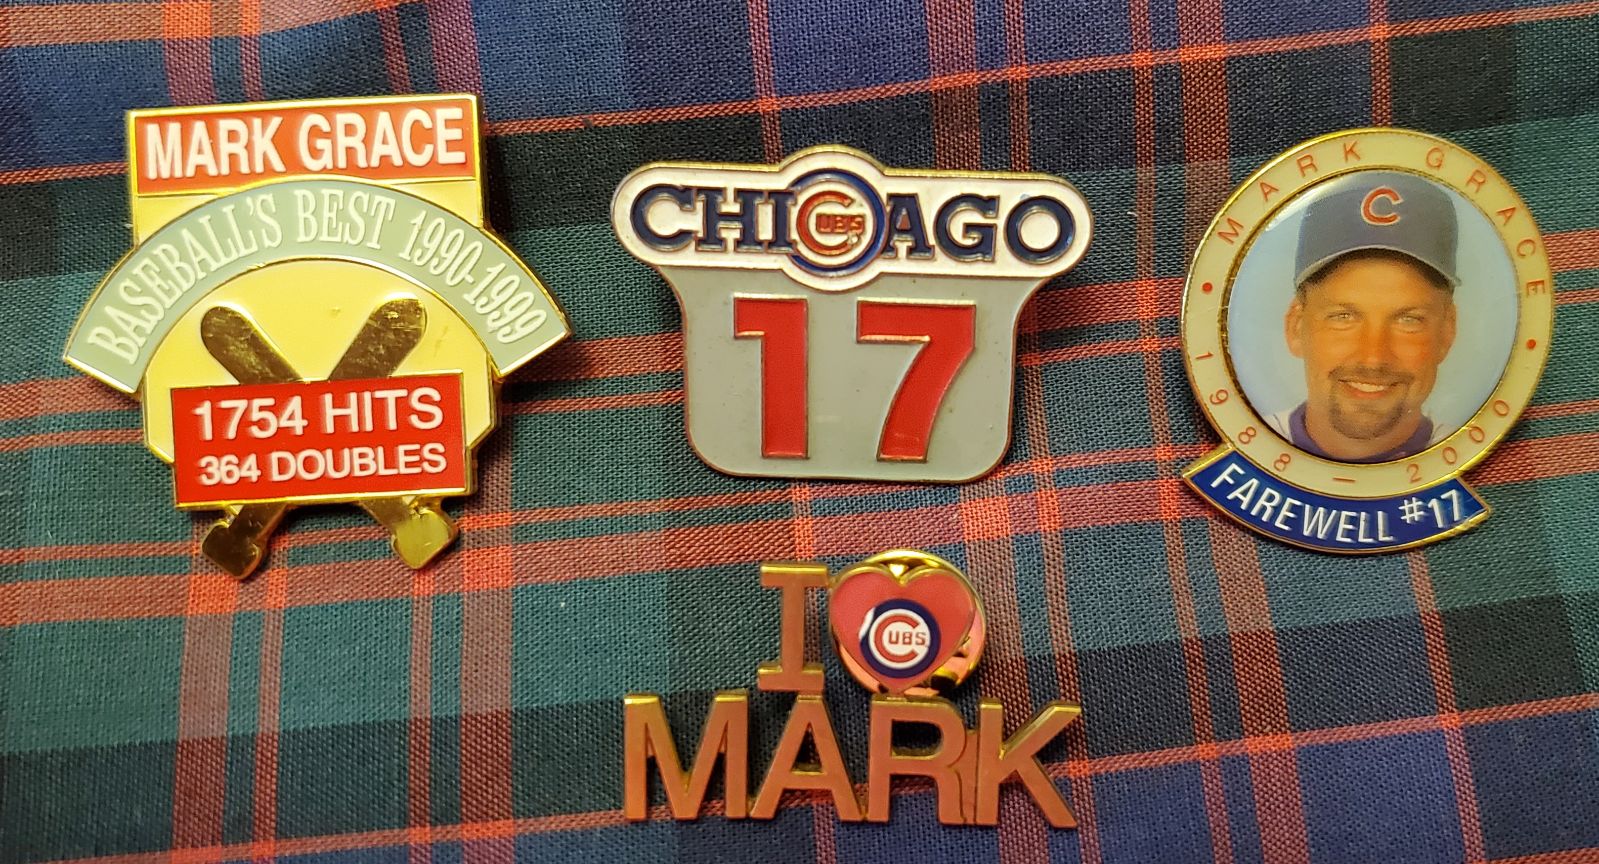 MARK GRACE
BASEBALL'S BEST 1990-1999
1754 HITS
364 DOUBLES
CHICAGO
CUBS
17
MARK GRACE
C
1988 — 2000
FAREWELL #17
I
CUBS
MARK